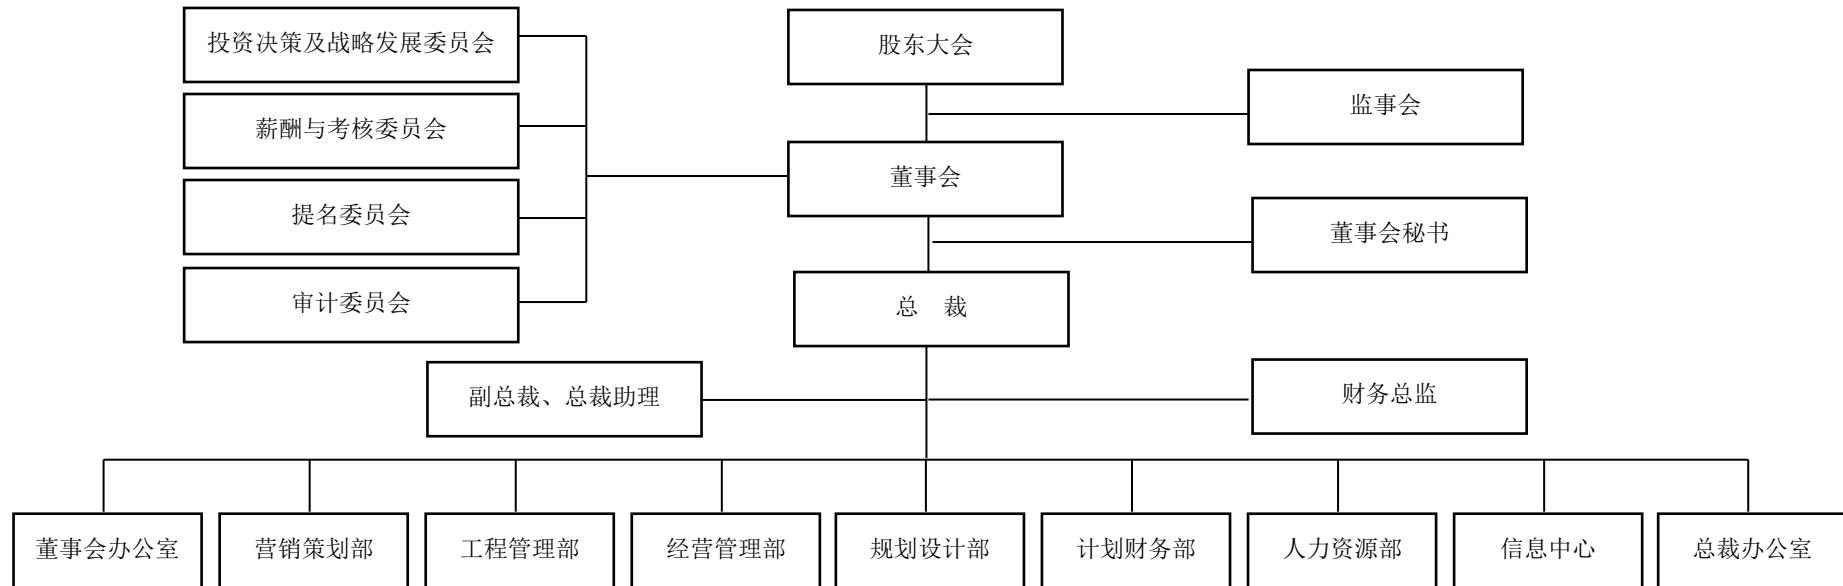 投资决策及战略发展委员会
股东大会
监事会
薪酬与考核委员会
董事会
提名委员会
董事会秘书
审计委员会
总 裁
副总裁、总裁助理
财务总监
董事会办公室
营销策划部
工程管理部
经营管理部
规划设计部
计划财务部
人力资源部
信息中心
总裁办公室